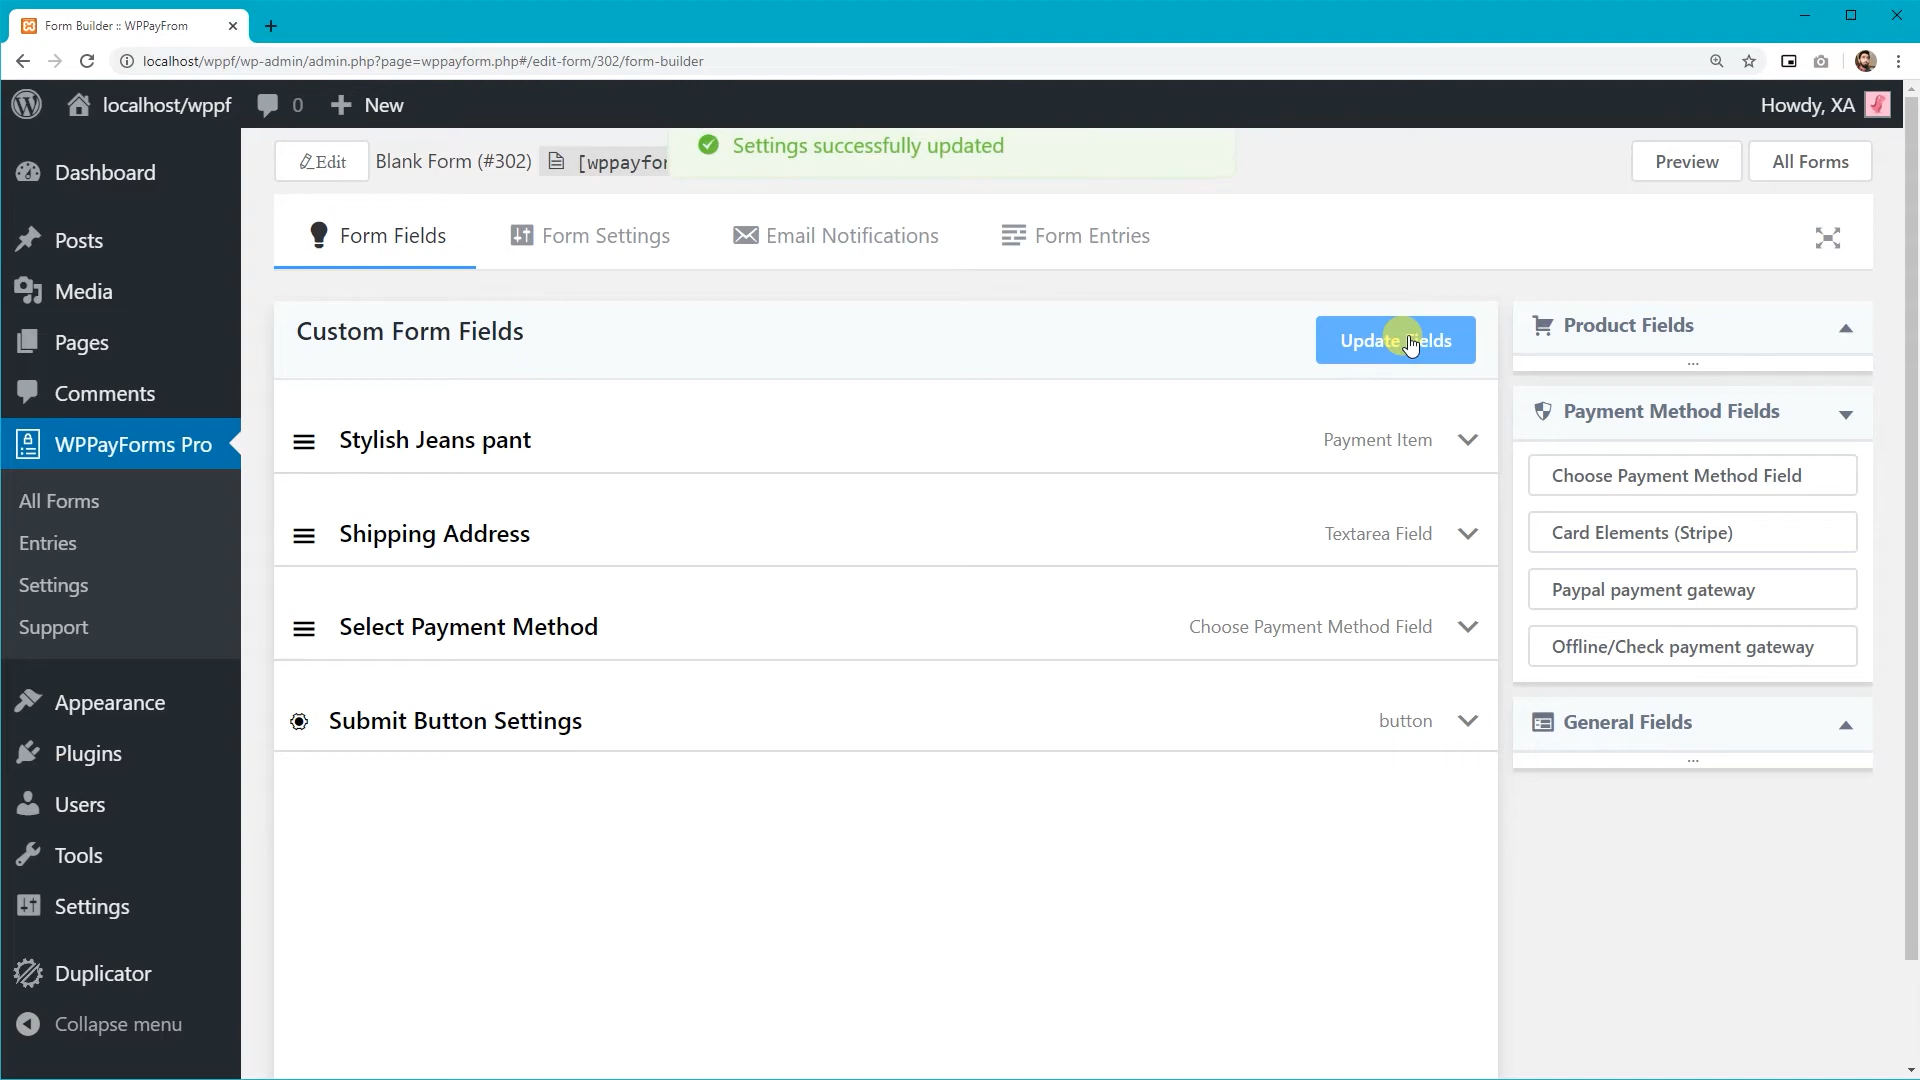 Form Builder :: WPPayFrom
localhost/wppf/wp-admin/admin.php?page=wppayform.php#/edit-form/302/form-builder
localhost/wppf
0
New
Howdy, XA
Edit
Blank Form (#302)
[wppayfor
Settings successfully updated
Preview
All Forms
Form Fields
Form Settings
Email Notifications
Form Entries
Dashboard
Posts
Media
Pages
Comments
WPPayForms Pro
All Forms
Entries
Settings
Support
Appearance
Plugins
Users
Tools
Settings
Duplicator
Collapse menu
Custom Form Fields
Update Fields
Stylish Jeans pant
Payment Item
Shipping Address
Textarea Field
Select Payment Method
Choose Payment Method Field
Submit Button Settings
button
Product Fields
...
Payment Method Fields
Choose Payment Method Field
Card Elements (Stripe)
Paypal payment gateway
Offline/Check payment gateway
General Fields
...